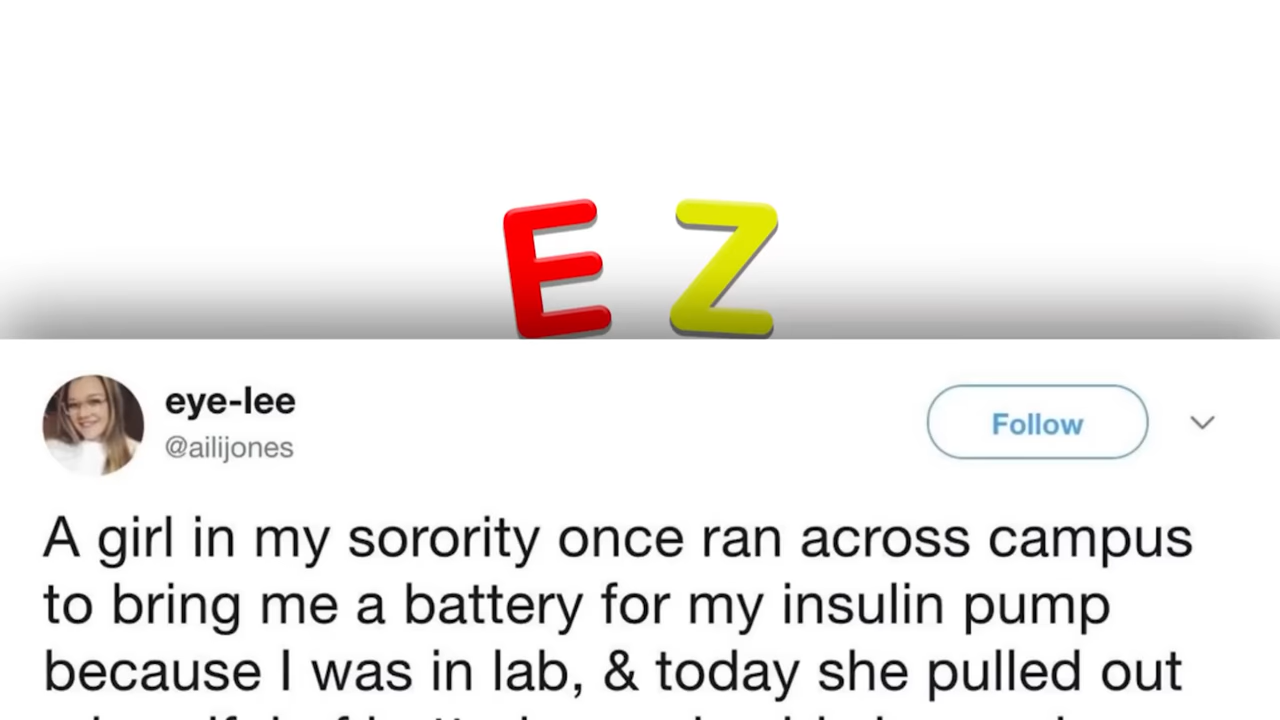 E Z
eye-lee
@ailijones
Follow
A girl in my sorority once ran across campus
to bring me a battery for my insulin pump
because I was in lab, & today she pulled out